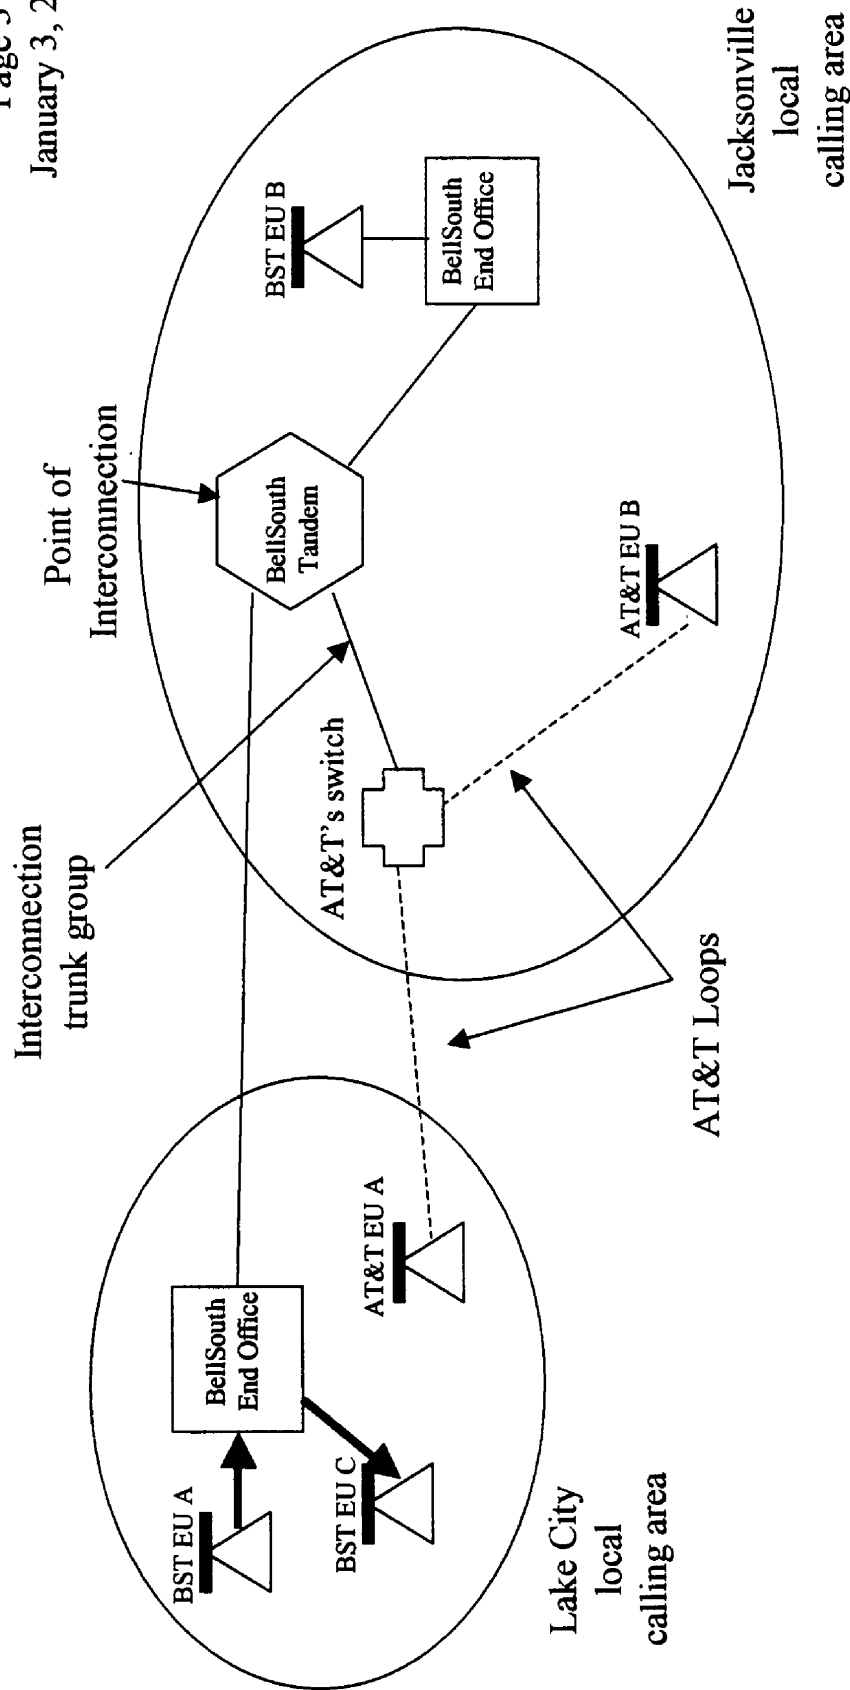 Page 3
January 3, 2
Interconnection
trunk group
Point of
Interconnection
BellSouth
Tandem
BST EU B
BellSouth
End Office
BellSouth
End Office
BST EU A
BST EU C
AT&T EU A
AT&T's switch
AT&T EU B
AT&T Loops
Lake City
local
calling area
Jacksonville
local
calling area